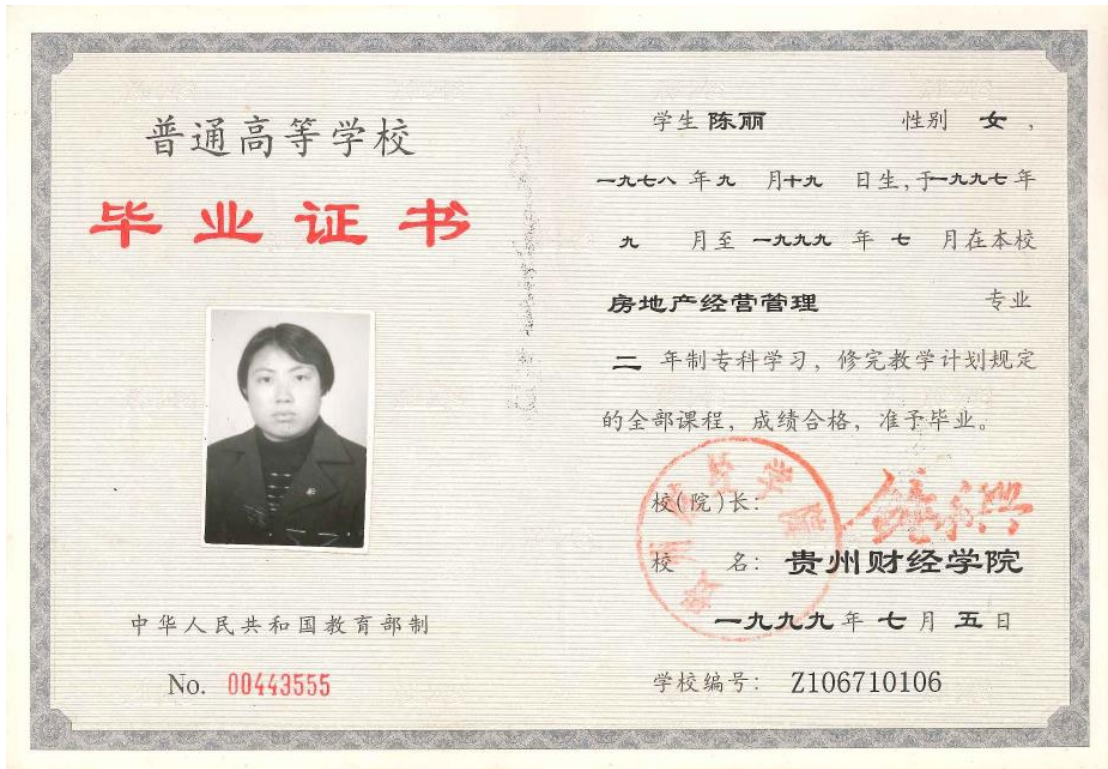 普通高等学校
毕业证书
中华人民共和国教育部制
No. 00443555
学生 陈丽 性别 女，
一九七八 年 九 月 十九 日生，于 一九九七 年
九 月至 一九九九 年 七 月在本校
房地产经营管理 专业
二 年制专科学习，修完教学计划规定
的全部课程，成绩合格，准予毕业。
校(院)长：
校 名： 贵州财经学院
一九九九 年 七 月 五 日
学校编号： Z106710106
贵州财经学院